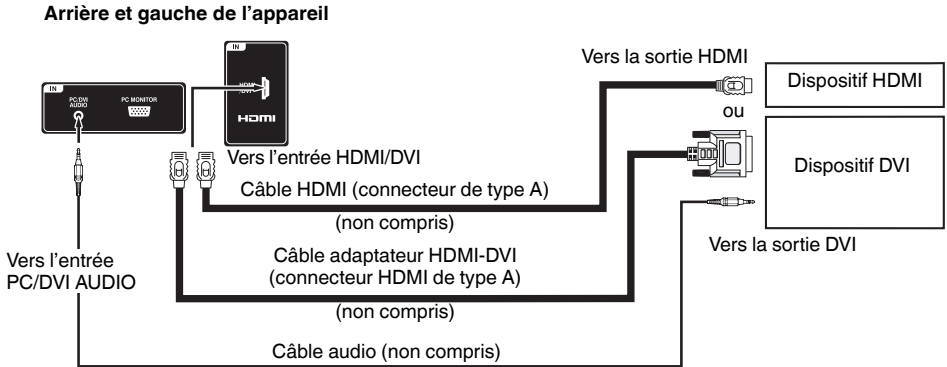 Arrière et gauche de l'appareil
IN
HDMI
/DVI
HDMI
IN
PC/DVI
AUDIO
PC MONITOR
Vers la sortie HDMI
Dispositif HDMI
ou
Dispositif DVI
Vers l'entrée HDMI/DVI
Câble HDMI (connecteur de type A)
(non compris)
Vers la sortie DVI
Câble adaptateur HDMI-DVI
(connecteur HDMI de type A)
(non compris)
Vers l'entrée
PC/DVI AUDIO
Câble audio (non compris)